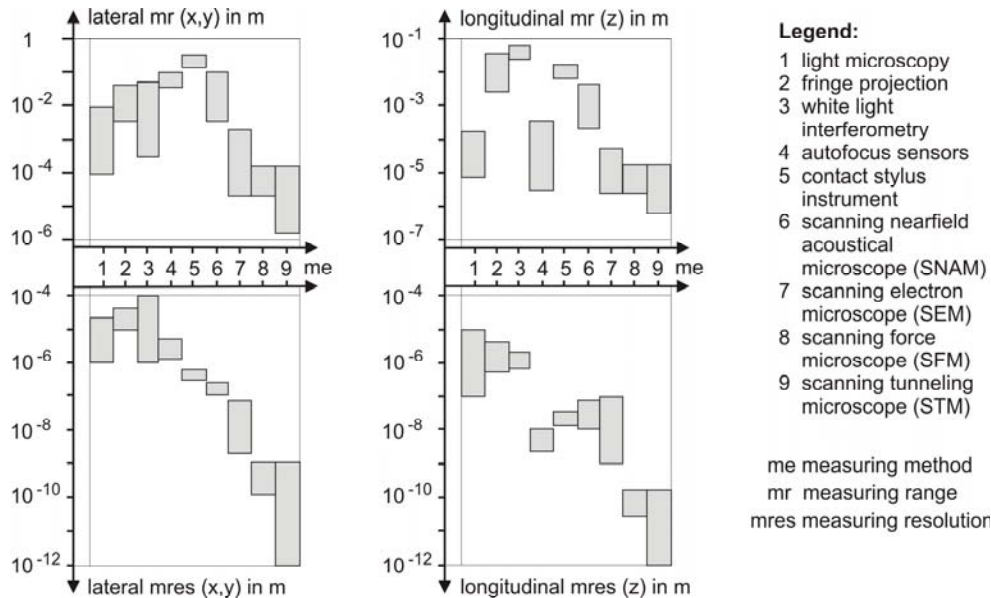 lateral mr (x,y) in m
1
10⁻²
10⁻⁴
10⁻⁶
1 2 3 4 5 6 7 8 9 me
10⁻⁴
10⁻⁶
10⁻⁸
10⁻¹⁰
10⁻¹²
lateral mres (x,y) in m
longitudinal mr (z) in m
10⁻¹
10⁻³
10⁻⁵
10⁻⁷
1 2 3 4 5 6 7 8 9 me
10⁻⁴
10⁻⁶
10⁻⁸
10⁻¹⁰
10⁻¹²
longitudinal mres (z) in m
Legend:
1 light microscopy
2 fringe projection
3 white light
interferometry
4 autofocus sensors
5 contact stylus
instrument
6 scanning nearfield
acoustical
microscope (SNAM)
7 scanning electron
microscope (SEM)
8 scanning force
microscope (SFM)
9 scanning tunneling
microscope (STM)
me measuring method
mr measuring range
mres measuring resolution